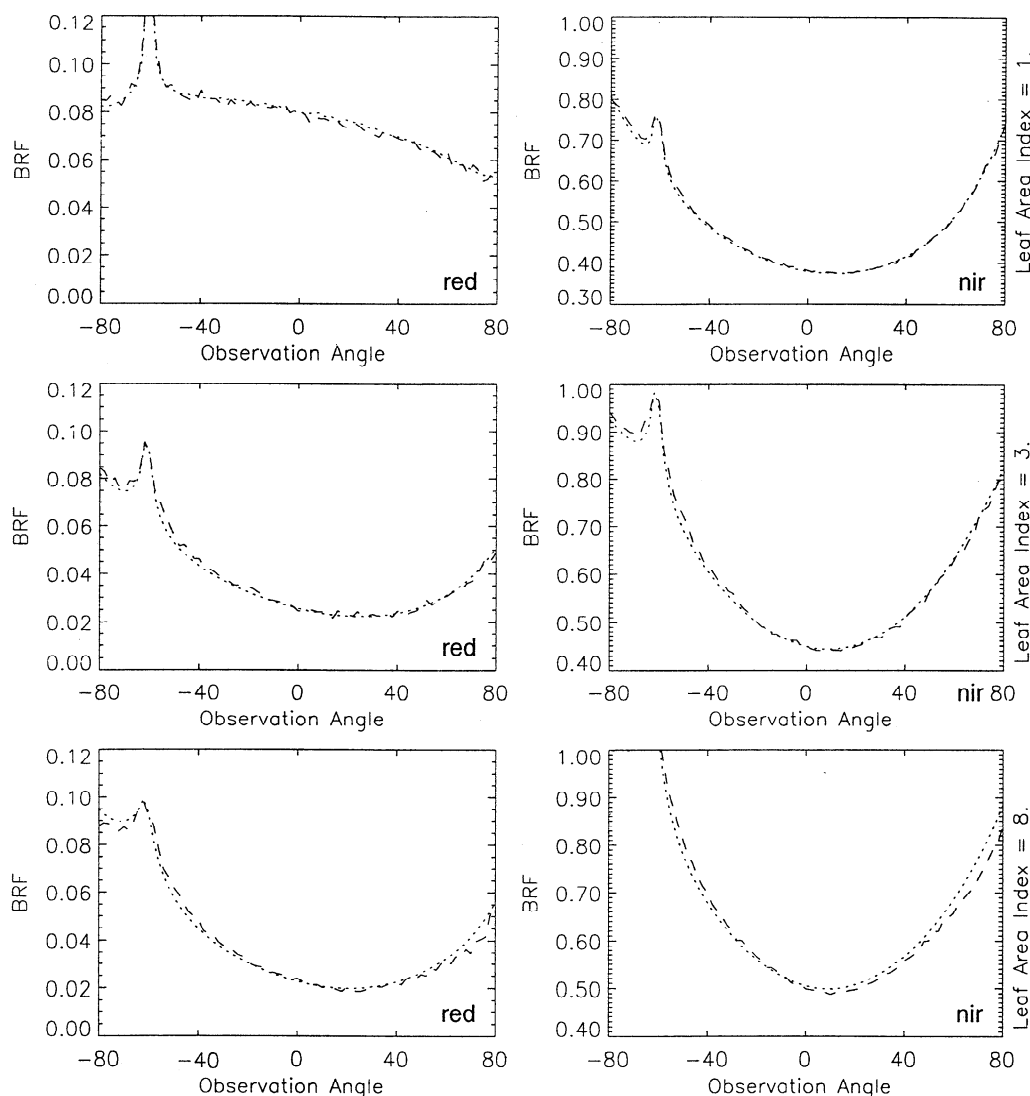 0.12
0.10
0.08
0.06
0.04
0.02
0.00
BRF
red
−80 −40 0 40 80
Observation Angle
1.00
0.90
0.80
0.70
0.60
0.50
0.40
0.30
BRF
nir
−80 −40 0 40 80
Observation Angle
Leaf Area Index = 1.
0.12
0.10
0.08
0.06
0.04
0.02
0.00
BRF
red
−80 −40 0 40 80
Observation Angle
1.00
0.90
0.80
0.70
0.60
0.50
0.40
BRF
−80 −40 0 40 nir 80
Observation Angle
Leaf Area Index = 3.
0.12
0.10
0.08
0.06
0.04
0.02
0.00
BRF
red
−80 −40 0 40 80
Observation Angle
1.00
0.90
0.80
0.70
0.60
0.50
0.40
BRF
nir
−80 −40 0 40 80
Observation Angle
Leaf Area Index = 8.